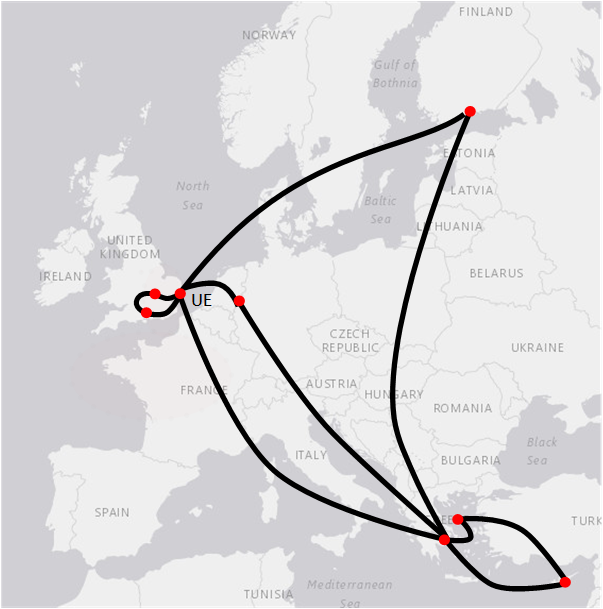 FINLAND
NORWAY
Gulf of
Bothnia
ESTONIA
North
Sea
LATVIA
Baltic
Sea
UNITED
KINGDOM
IRELAND
BELARUS
UE
CZECH
REPUBLIC
UKRAINE
AUSTRIA
FRANCE
HUNGARY
ROMANIA
Black
Sea
ITALY
BULGARIA
SPAIN
TURK
Mediterranean
Sea
TUNISIA